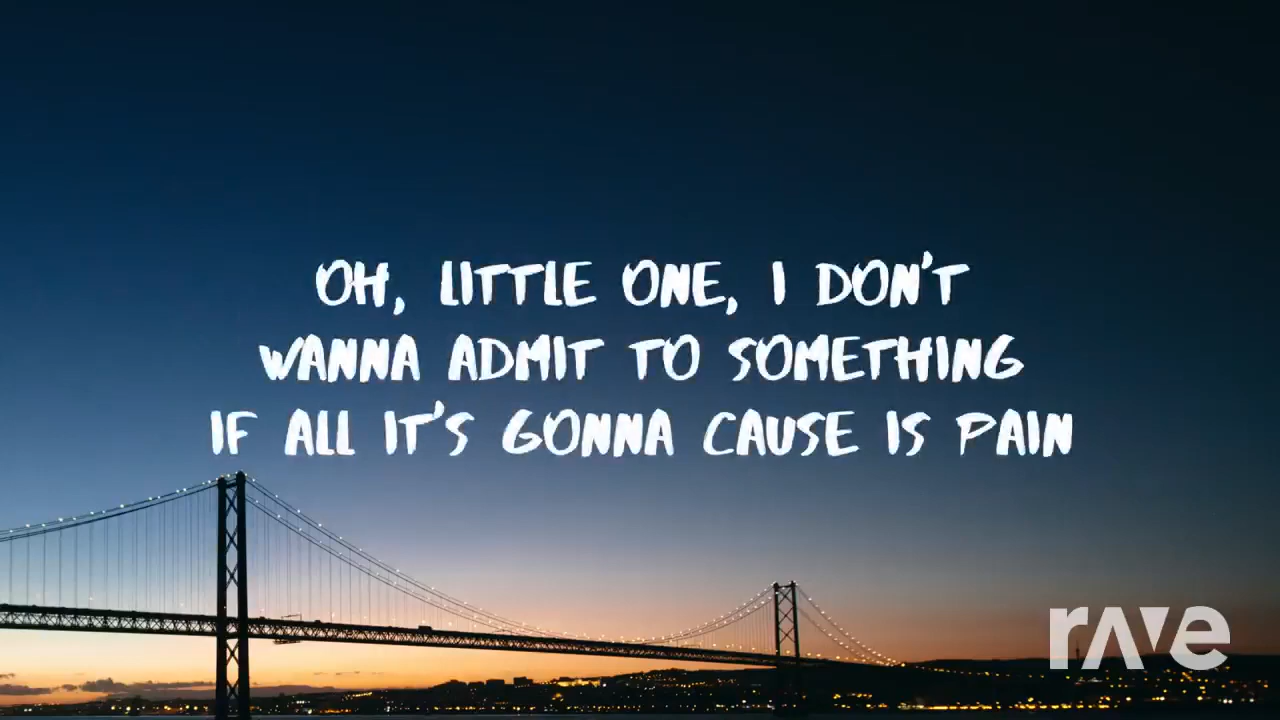 OH, LITTLE ONE, I DON'T
WANNA ADMIT TO SOMETHING
IF ALL IT'S GONNA CAUSE IS PAIN
rave